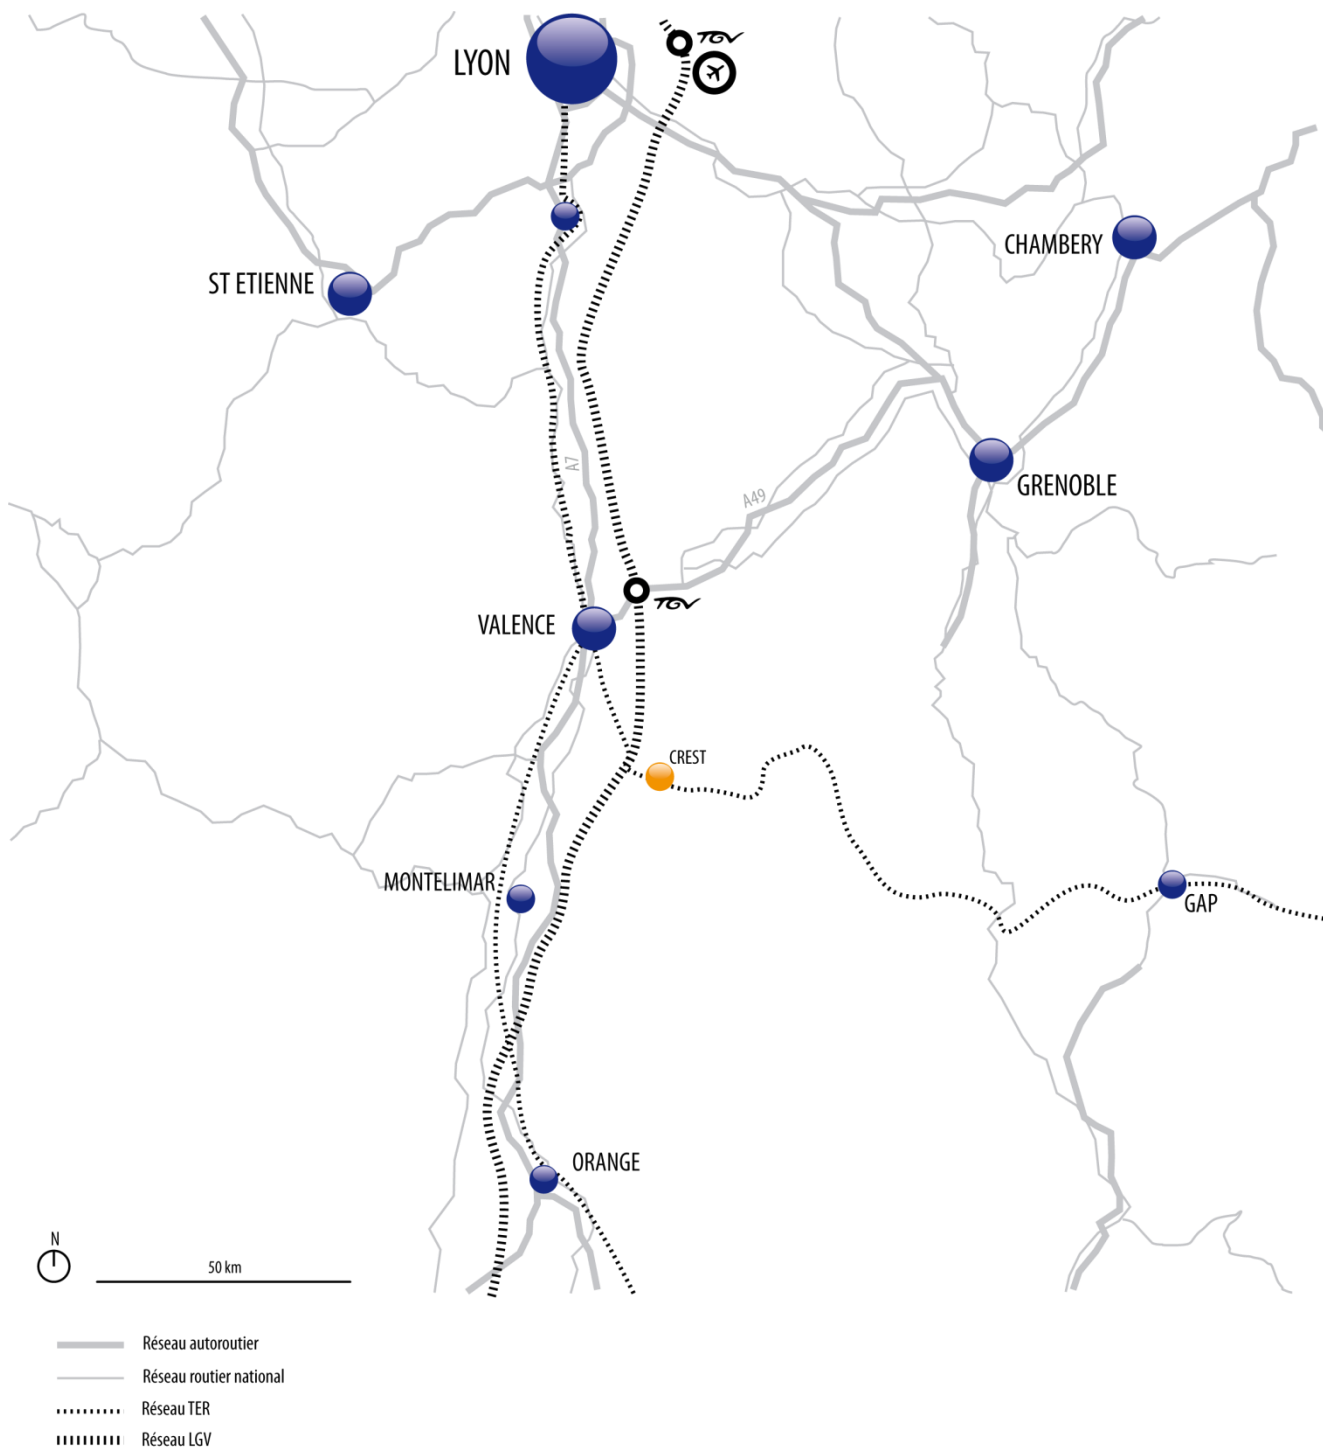 TGV
LYON
CHAMBERY
ST ETIENNE
A7
GRENOBLE
A49
TGV
VALENCE
CREST
MONTELIMAR
GAP
ORANGE
N
50 km
Réseau autoroutier
Réseau routier national
Réseau TER
Réseau LGV